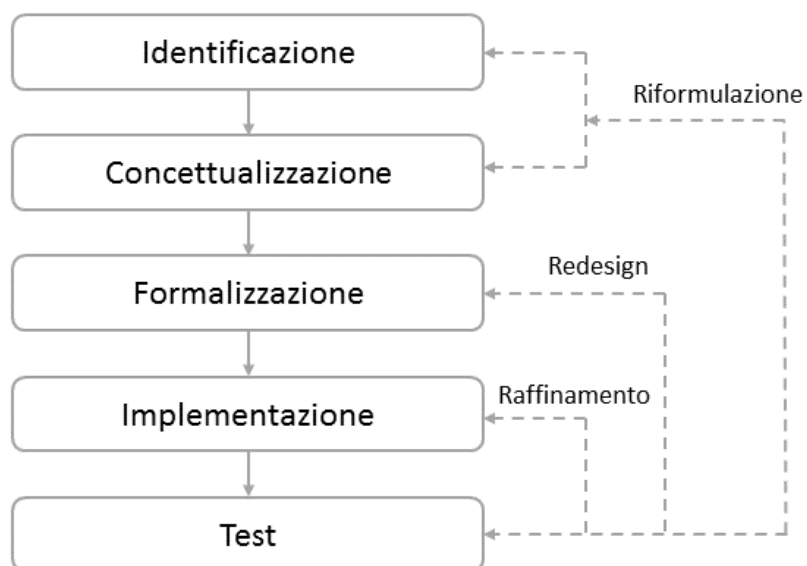 Identificazione
Riformulazione
Concettualizzazione
Redesign
Formalizzazione
Raffinamento
Implementazione
Test